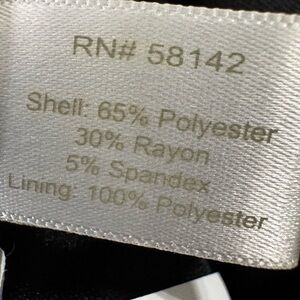 RN# 58142
Shell: 65% Polyester
30% Rayon
5% Spandex
Lining: 100% Polyester